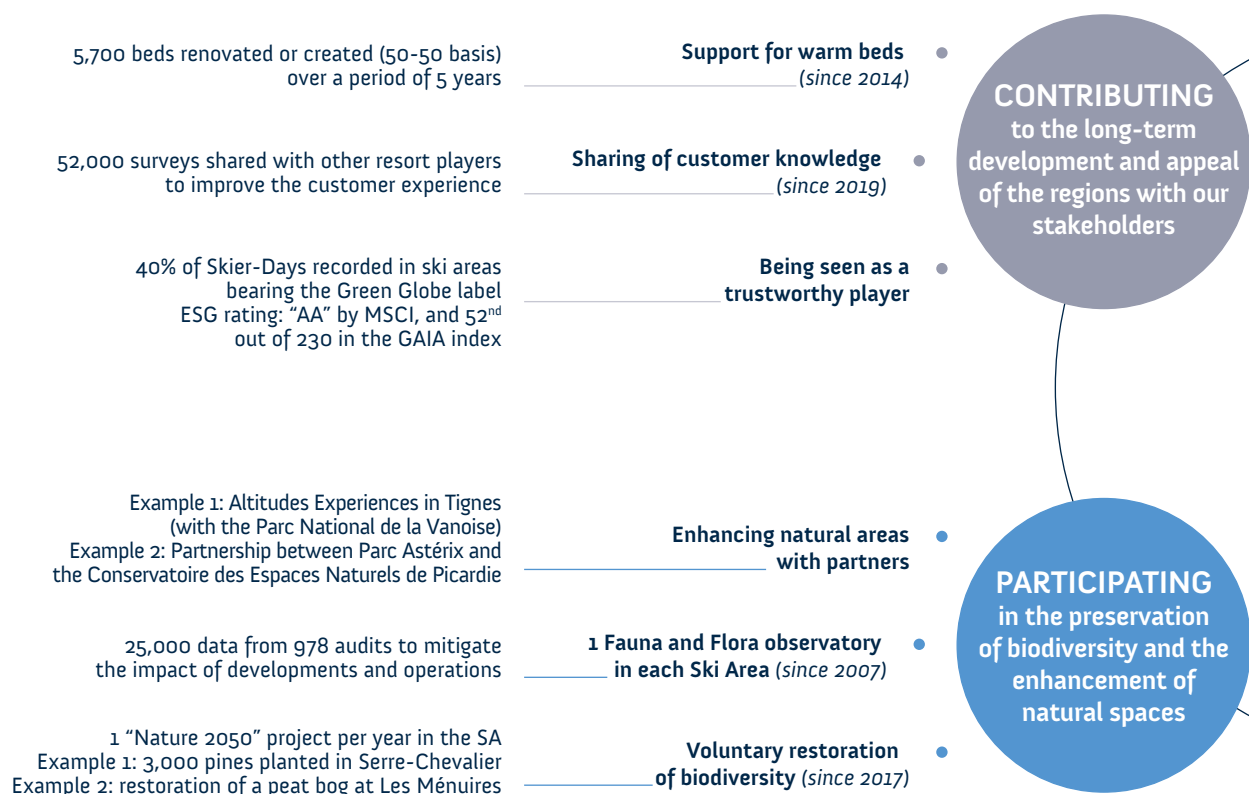 5,700 beds renovated or created (50-50 basis)
over a period of 5 years
Support for warm beds
(since 2014)
52,000 surveys shared with other resort players
to improve the customer experience
Sharing of customer knowledge
(since 2019)
40% of Skier-Days recorded in ski areas
bearing the Green Globe label
ESG rating: “AA” by MSCI, and 52nd
out of 230 in the GAIA index
Being seen as a
trustworthy player
CONTRIBUTING
to the long-term
development and appeal
of the regions with our
stakeholders
Example 1: Altitudes Experiences in Tignes
(with the Parc National de la Vanoise)
Example 2: Partnership between Parc Astérix and
the Conservatoire des Espaces Naturels de Picardie
Enhancing natural areas
with partners
25,000 data from 978 audits to mitigate
the impact of developments and operations
1 Fauna and Flora observatory
in each Ski Area (since 2007)
1 “Nature 2050” project per year in the SA
Example 1: 3,000 pines planted in Serre-Chevalier
Example 2: restoration of a peat bog at Les Ménuires
Voluntary restoration
of biodiversity (since 2017)
PARTICIPATING
in the preservation
of biodiversity and the
enhancement of
natural spaces